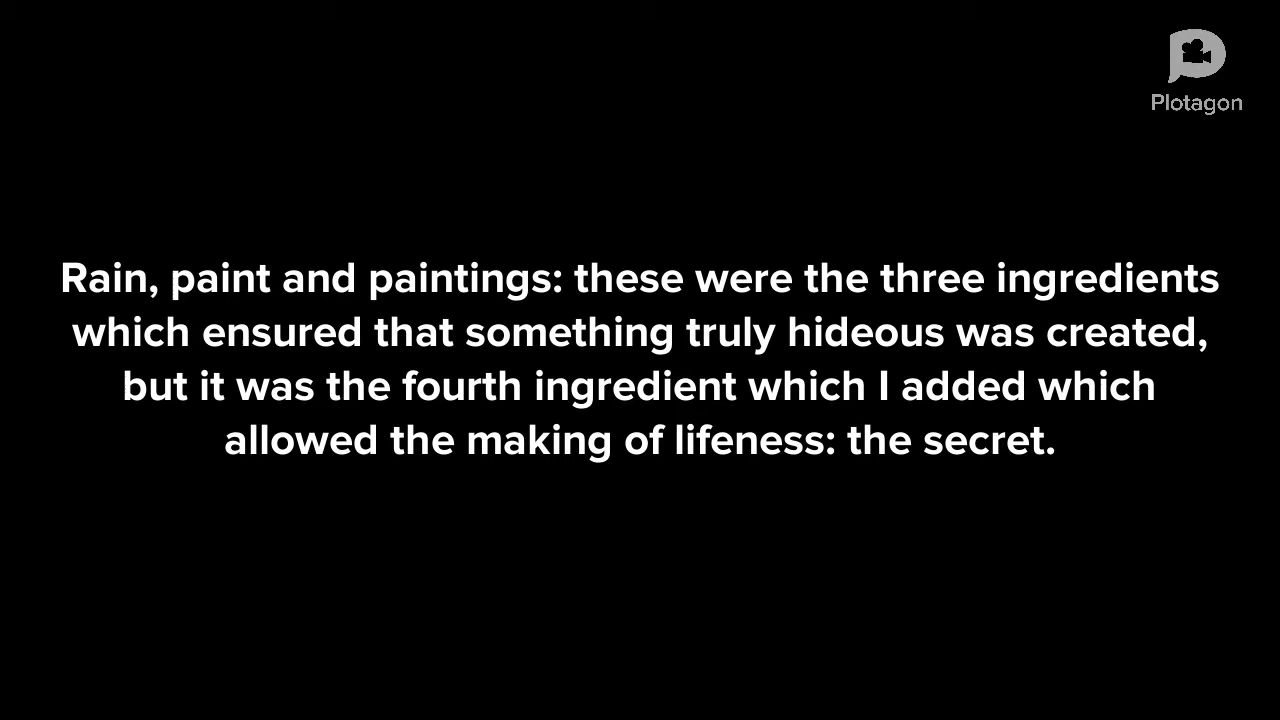 Plotagon
Rain, paint and paintings: these were the three ingredients
which ensured that something truly hideous was created,
but it was the fourth ingredient which I added which
allowed the making of lifeness: the secret.